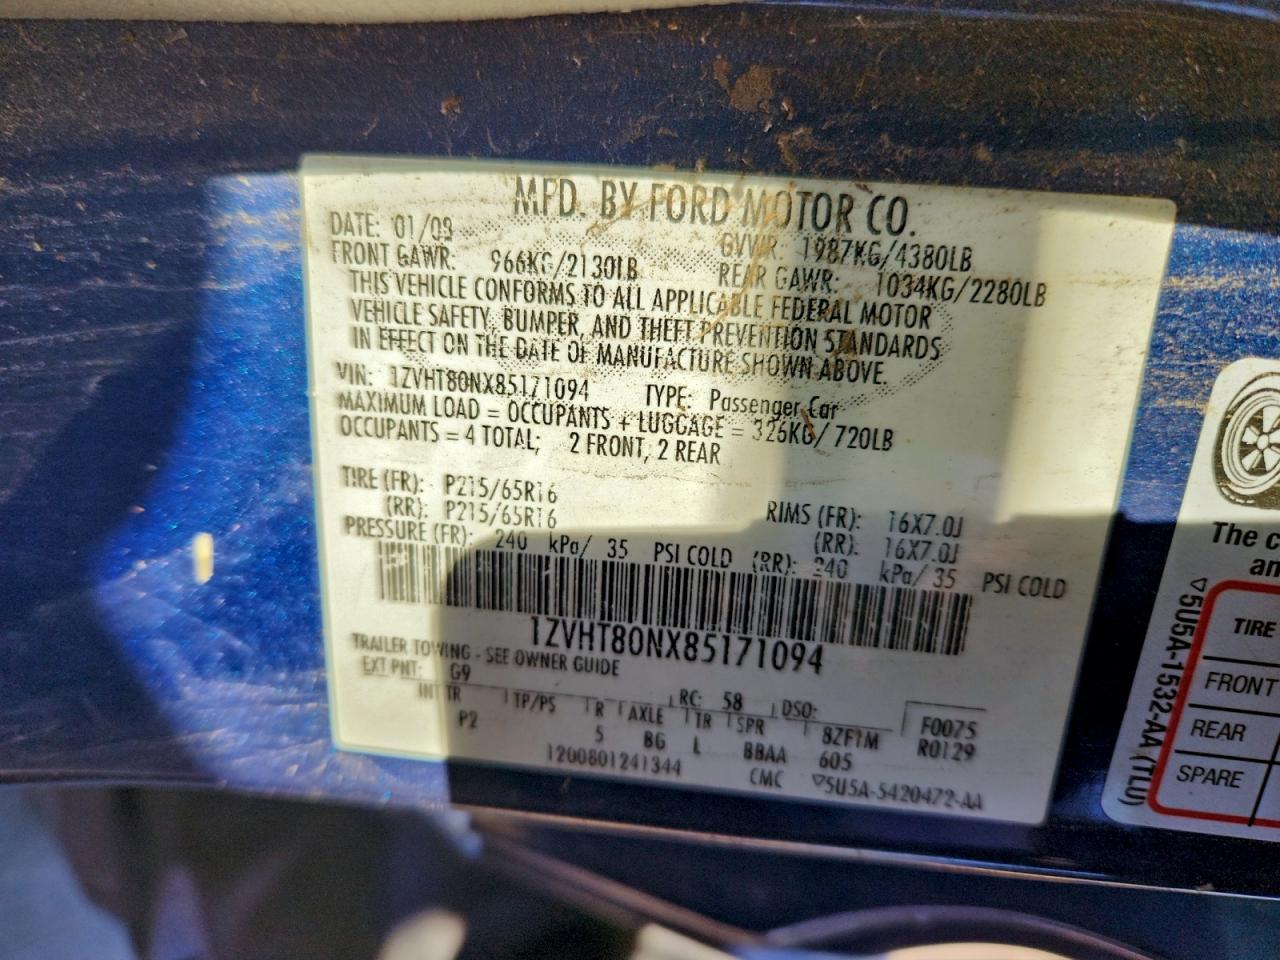 MFD. BY FORD MOTOR CO.
DATE: 01/08 GVWR: 1987KG/4380LB
FRONT GAWR: 966KG/2130LB REAR GAWR: 1034KG/2280LB
THIS VEHICLE CONFORMS TO ALL APPLICABLE FEDERAL MOTOR
VEHICLE SAFETY, BUMPER, AND THEFT PREVENTION STANDARDS
IN EFFECT ON THE DATE OF MANUFACTURE SHOWN ABOVE.
VIN: 1ZVHT80NX85171094 TYPE: Passenger Car
MAXIMUM LOAD = OCCUPANTS + LUGGAGE = 326KG/720LB
OCCUPANTS = 4 TOTAL; 2 FRONT, 2 REAR
TIRE (FR): P215/65R16 RIMS (FR): 16X7.0J
(RR): P215/65R16 (RR): 16X7.0J
PRESSURE (FR): 240 kPa/ 35 PSI COLD (RR): 240 kPa/ 35 PSI COLD
1ZVHT80NX85171094
TRAILER TOWING - SEE OWNER GUIDE
EXT PNT: G9 RC: 58 DSO: F0075
INT TR TP/PS R AXLE TR SPR 8ZF1M R0129
P2 5 BG L BBAA 605
1200801241344 CMC ▽5U5A-5420472-AA
The c
an
TIRE
FRONT
REAR
SPARE
▽5U5A-1532-AA (7LU)